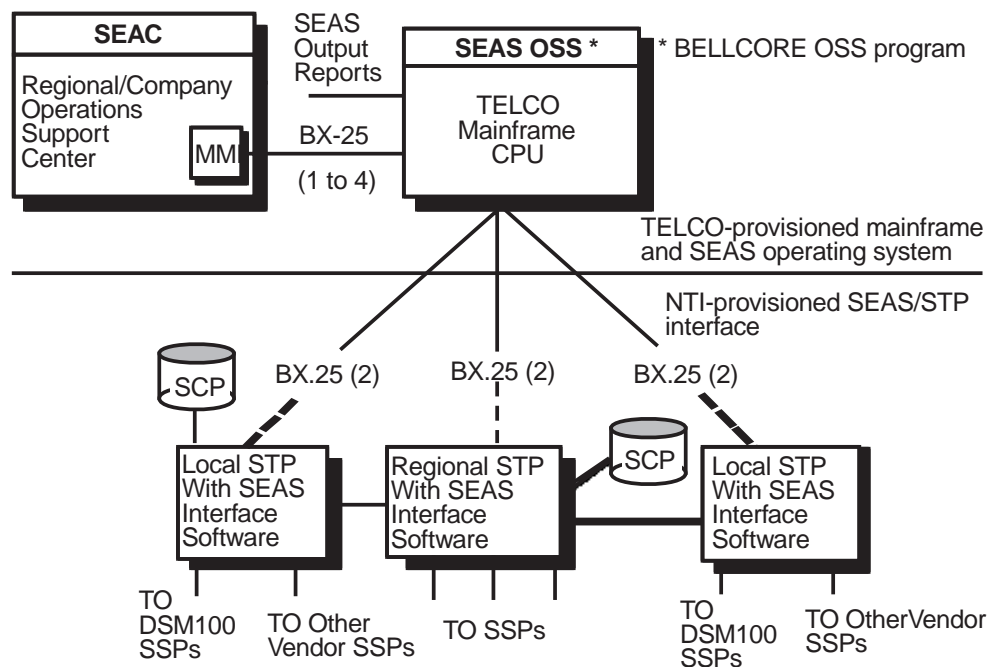 SEAC
Regional/Company
Operations
Support
Center
MMI
SEAS
Output
Reports
BX-25
(1 to 4)
SEAS OSS *
TELCO
Mainframe
CPU
* BELLCORE OSS program
TELCO-provisioned mainframe
and SEAS operating system
NTI-provisioned SEAS/STP
interface
SCP
BX.25 (2)
BX.25 (2)
BX.25 (2)
SCP
Local STP
With SEAS
Interface
Software
Regional STP
With SEAS
Interface
Software
Local STP
With SEAS
Interface
Software
TO
DSM100
SSPs
TO Other
Vendor SSPs
TO SSPs
TO
DSM100
SSPs
TO OtherVendor
SSPs